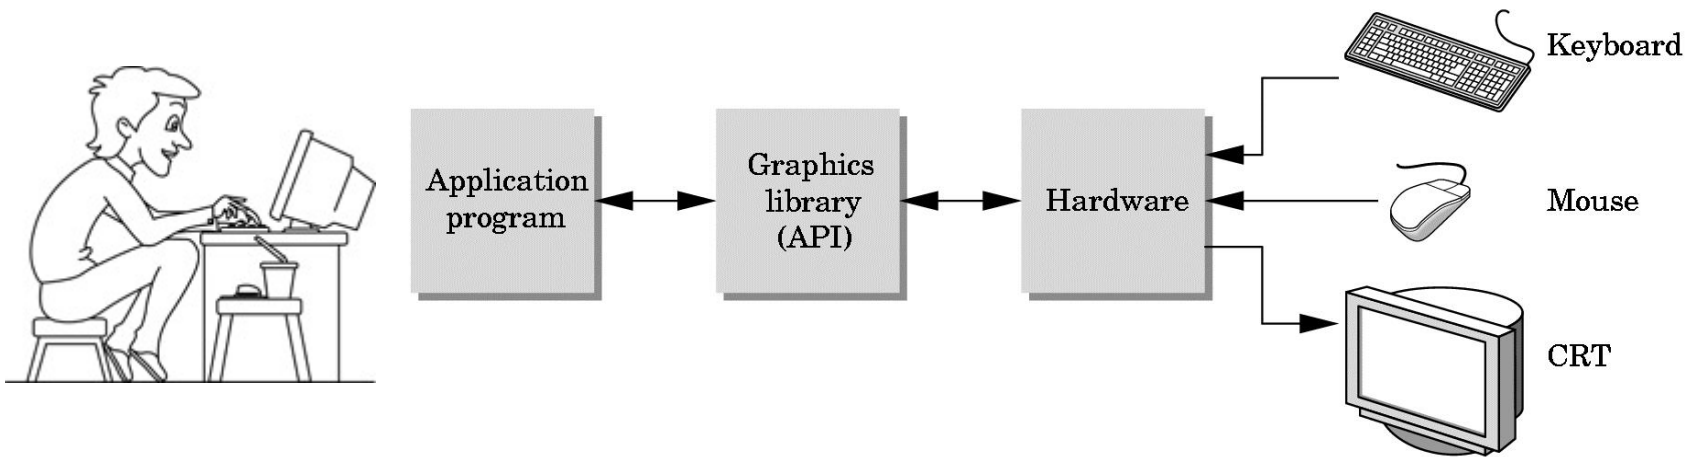 Application
program
Graphics
library
(API)
Hardware
Keyboard
Mouse
CRT